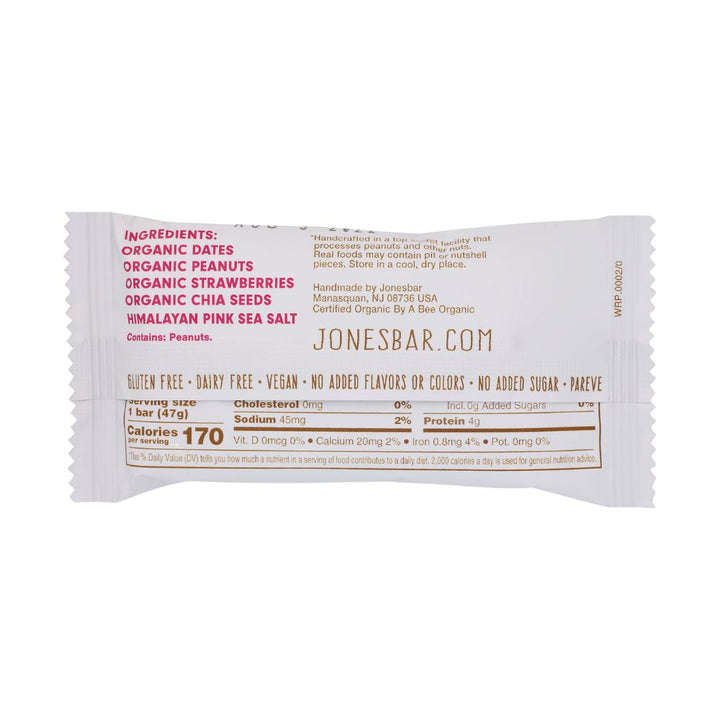 INGREDIENTS:
ORGANIC DATES
ORGANIC PEANUTS
ORGANIC STRAWBERRIES
ORGANIC CHIA SEEDS
HIMALAYAN PINK SEA SALT
Contains: Peanuts.
*Handcrafted in a top secret facility that
processes peanuts and other nuts.
Real foods may contain pit or nutshell
pieces. Store in a cool, dry place.
Handmade by Jonesbar
Manasquan, NJ 08736 USA
Certified Organic By A Bee Organic
JONESBAR.COM
WRP.0002/0
GLUTEN FREE • DAIRY FREE • VEGAN • NO ADDED FLAVORS OR COLORS • NO ADDED SUGAR • PAREVE
Serving size
1 bar (47g)
Calories 170
per serving
Cholesterol 0mg 0%
Incl. 0g Added Sugars 0%
Sodium 45mg 2%
Protein 4g
Vit. D 0mcg 0% • Calcium 20mg 2% • Iron 0.8mg 4% • Pot. 0mg 0%
*The % Daily Value (DV) tells you how much a nutrient in a serving of food contributes to a daily diet. 2,000 calories a day is used for general nutrition advice.